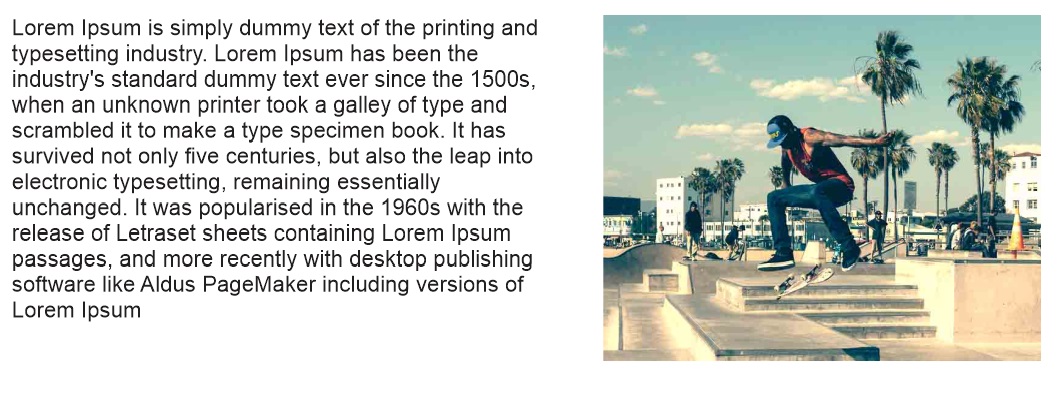 Lorem Ipsum is simply dummy text of the printing and
typesetting industry. Lorem Ipsum has been the
industry's standard dummy text ever since the 1500s,
when an unknown printer took a galley of type and
scrambled it to make a type specimen book. It has
survived not only five centuries, but also the leap into
electronic typesetting, remaining essentially
unchanged. It was popularised in the 1960s with the
release of Letraset sheets containing Lorem Ipsum
passages, and more recently with desktop publishing
software like Aldus PageMaker including versions of
Lorem Ipsum